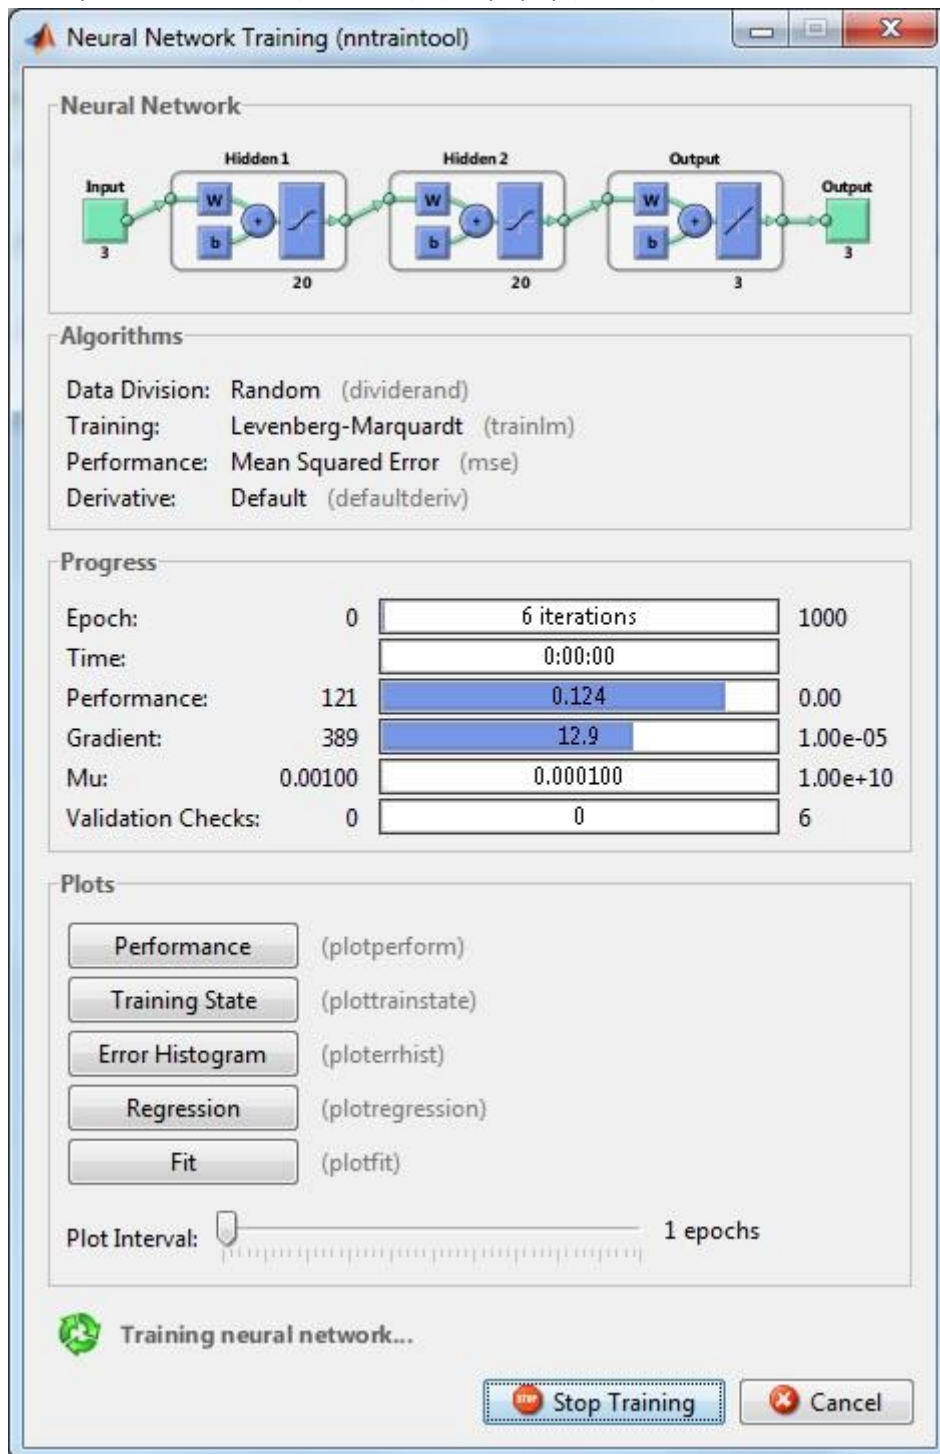 Neural Network Training (nntraintool)
Neural Network
Hidden 1 Hidden 2 Output
Input Output
W W W
+ + +
b b b
3 3
20 20 3
Algorithms
Data Division: Random (dividerand)
Training: Levenberg-Marquardt (trainlm)
Performance: Mean Squared Error (mse)
Derivative: Default (defaultderiv)
Progress
Epoch: 0 6 iterations 1000
Time: 0:00:00
Performance: 121 0.124 0.00
Gradient: 389 12.9 1.00e-05
Mu: 0.00100 0.000100 1.00e+10
Validation Checks: 0 0 6
Plots
Performance (plotperform)
Training State (plottrainstate)
Error Histogram (ploterrhist)
Regression (plotregression)
Fit (plotfit)
Plot Interval: 1 epochs
Training neural network...
STOP Stop Training Cancel